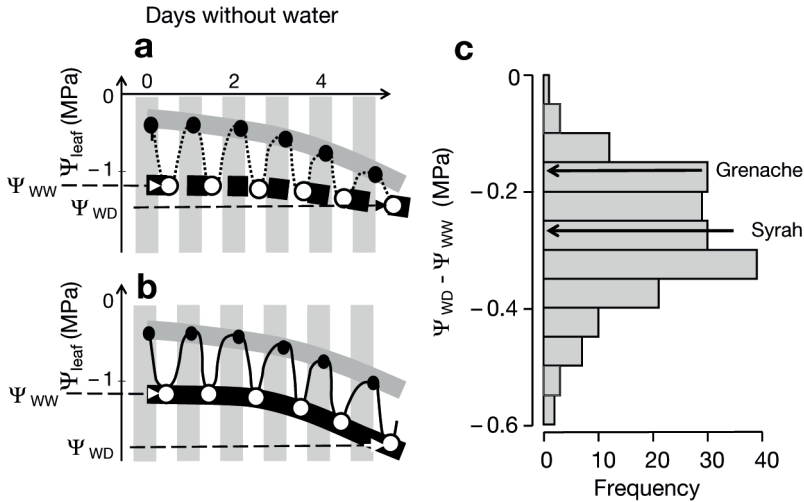 Days without water
a
0 2 4
0
−1
Ψleaf (MPa)
ΨWW
ΨWD
b
0
−1
Ψleaf (MPa)
ΨWW
ΨWD
c
0
−0.2
−0.4
−0.6
ΨWD - ΨWW (MPa)
Grenache
Syrah
0 10 20 30 40
Frequency